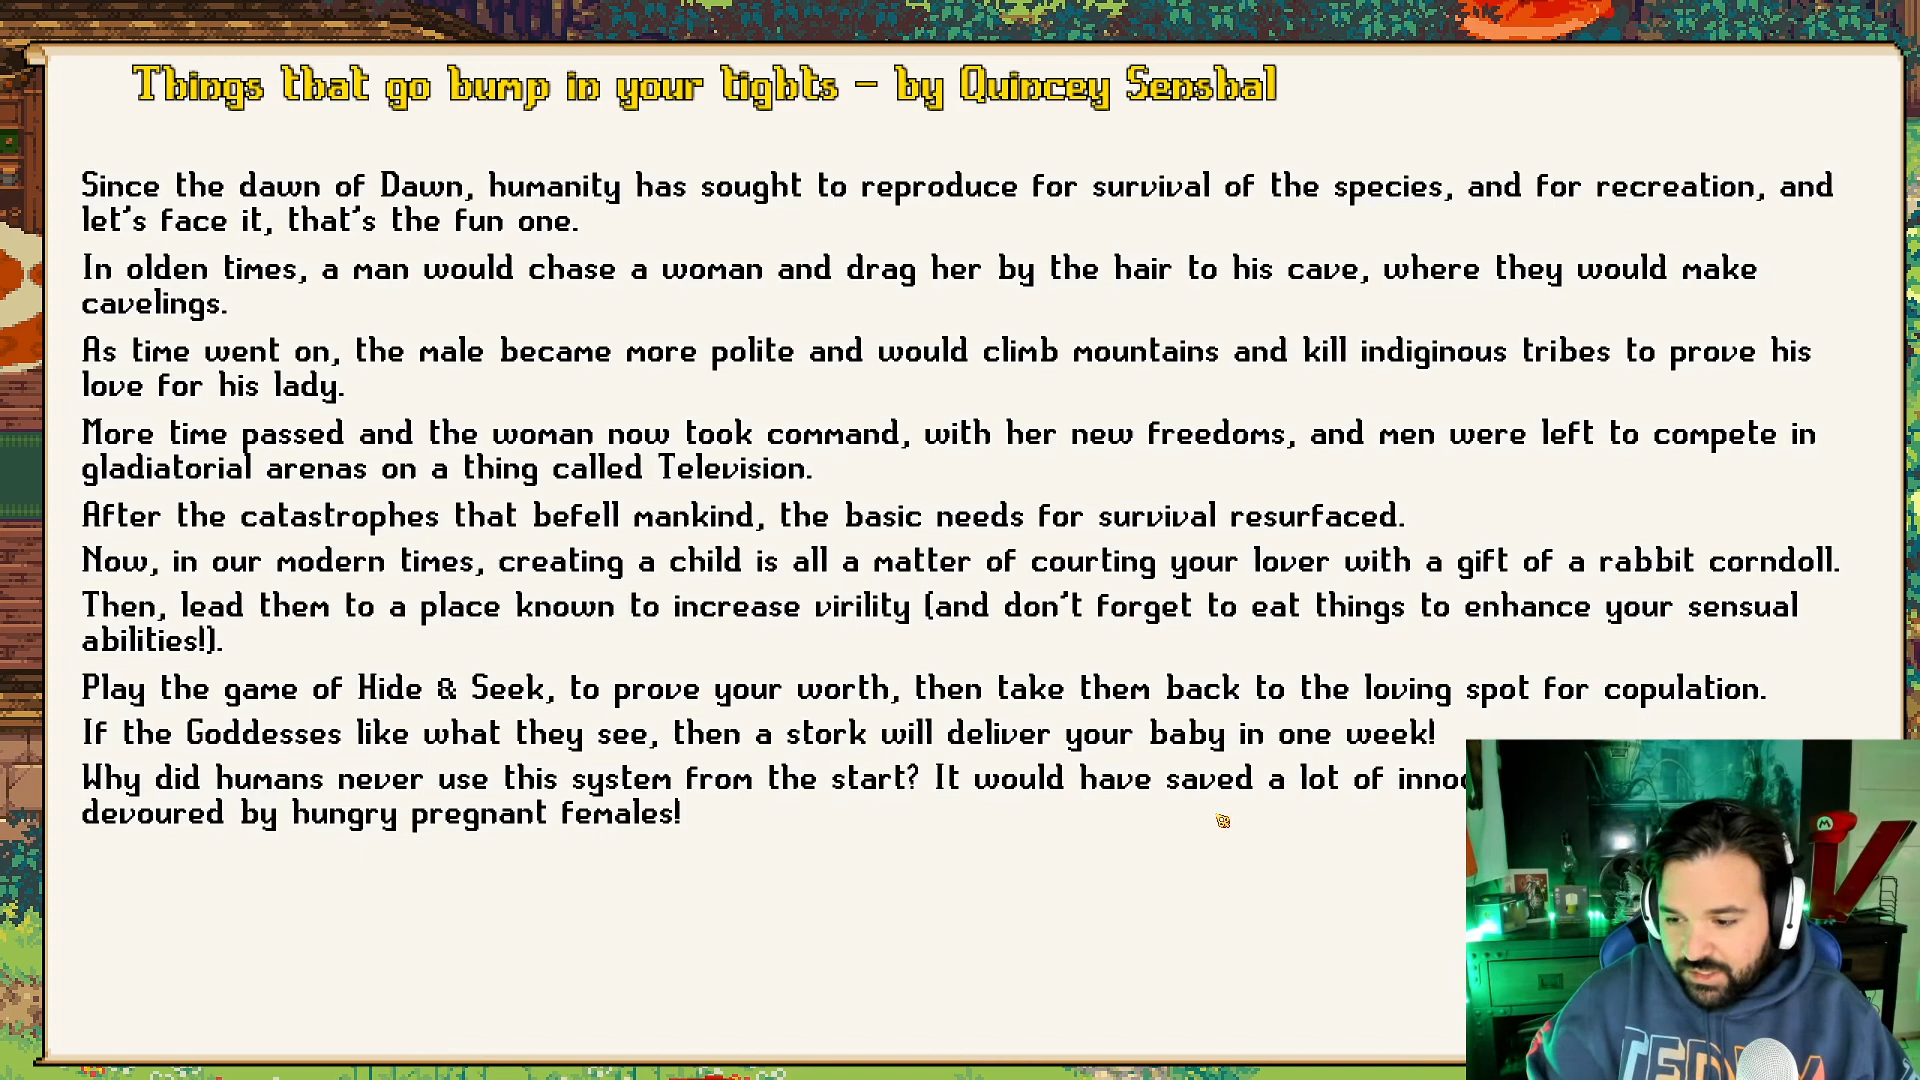 Things that go bump in your tights - by Quincey Senshal
Since the dawn of Dawn, humanity has sought to reproduce for survival of the species, and for recreation, and
let's face it, that's the fun one.
In olden times, a man would chase a woman and drag her by the hair to his cave, where they would make
cavelings.
As time went on, the male became more polite and would climb mountains and kill indiginous tribes to prove his
love for his lady.
More time passed and the woman now took command, with her new freedoms, and men were left to compete in
gladiatorial arenas on a thing called Television.
After the catastrophes that befell mankind, the basic needs for survival resurfaced.
Now, in our modern times, creating a child is all a matter of courting your lover with a gift of a rabbit corndoll.
Then, lead them to a place known to increase virility (and don't forget to eat things to enhance your sensual
abilities!).
Play the game of Hide & Seek, to prove your worth, then take them back to the loving spot for copulation.
If the Goddesses like what they see, then a stork will deliver your baby in one week!
Why did humans never use this system from the start? It would have saved a lot of
devoured by hungry pregnant females!
M